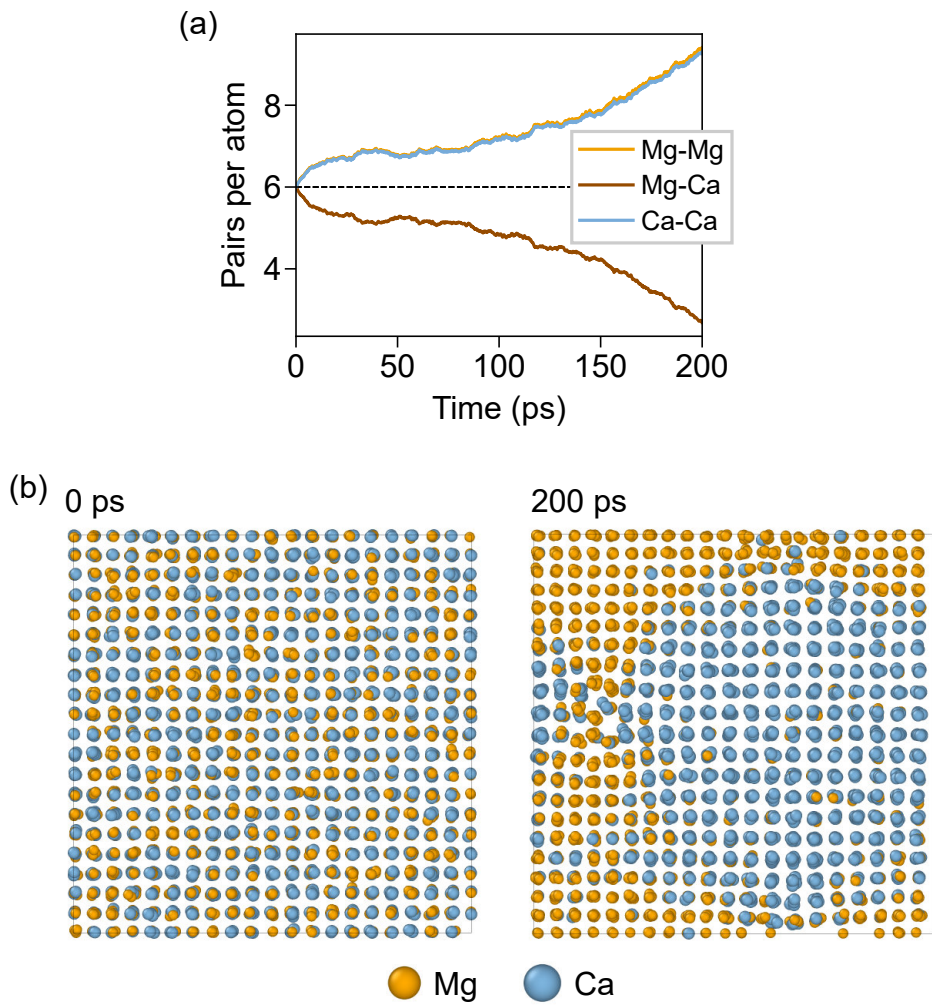 (a)
Pairs per atom
8
6
4
Mg-Mg
Mg-Ca
Ca-Ca
0
50
100
150
200
Time (ps)
(b)
0 ps
200 ps
Mg
Ca